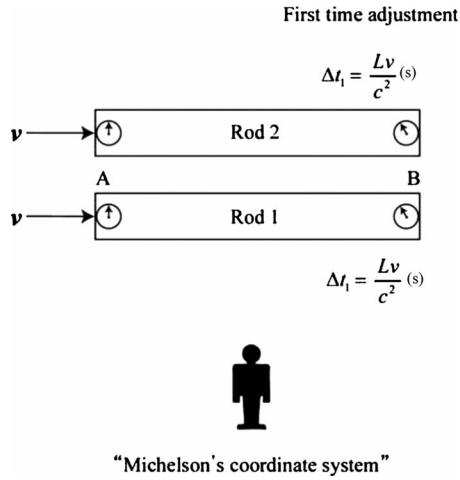 First time adjustment
Δt₁ = Lv/c² (s)
v Rod 2
A B
v Rod 1
Δt₁ = Lv/c² (s)
“Michelson's coordinate system”